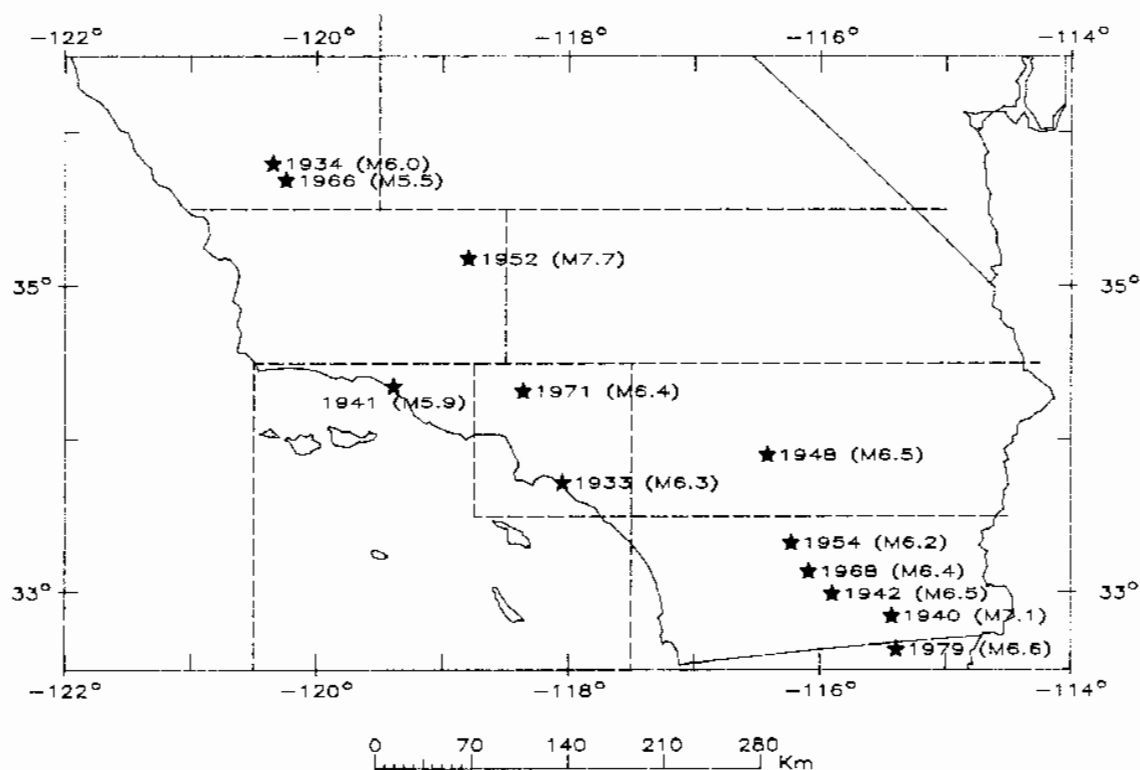 -122° -120° -118° -116° -114°
1934 (M6.0)
1966 (M5.5)
1952 (M7.7)
35° 35°
1941 (M5.9)
1971 (M6.4)
1948 (M6.5)
1933 (M6.3)
1954 (M6.2)
1968 (M6.4)
33° 1942 (M6.5) 33°
1940 (M7.1)
1979 (M6.6)
-122° -120° -118° -116° -114°
0 70 140 210 280
Km